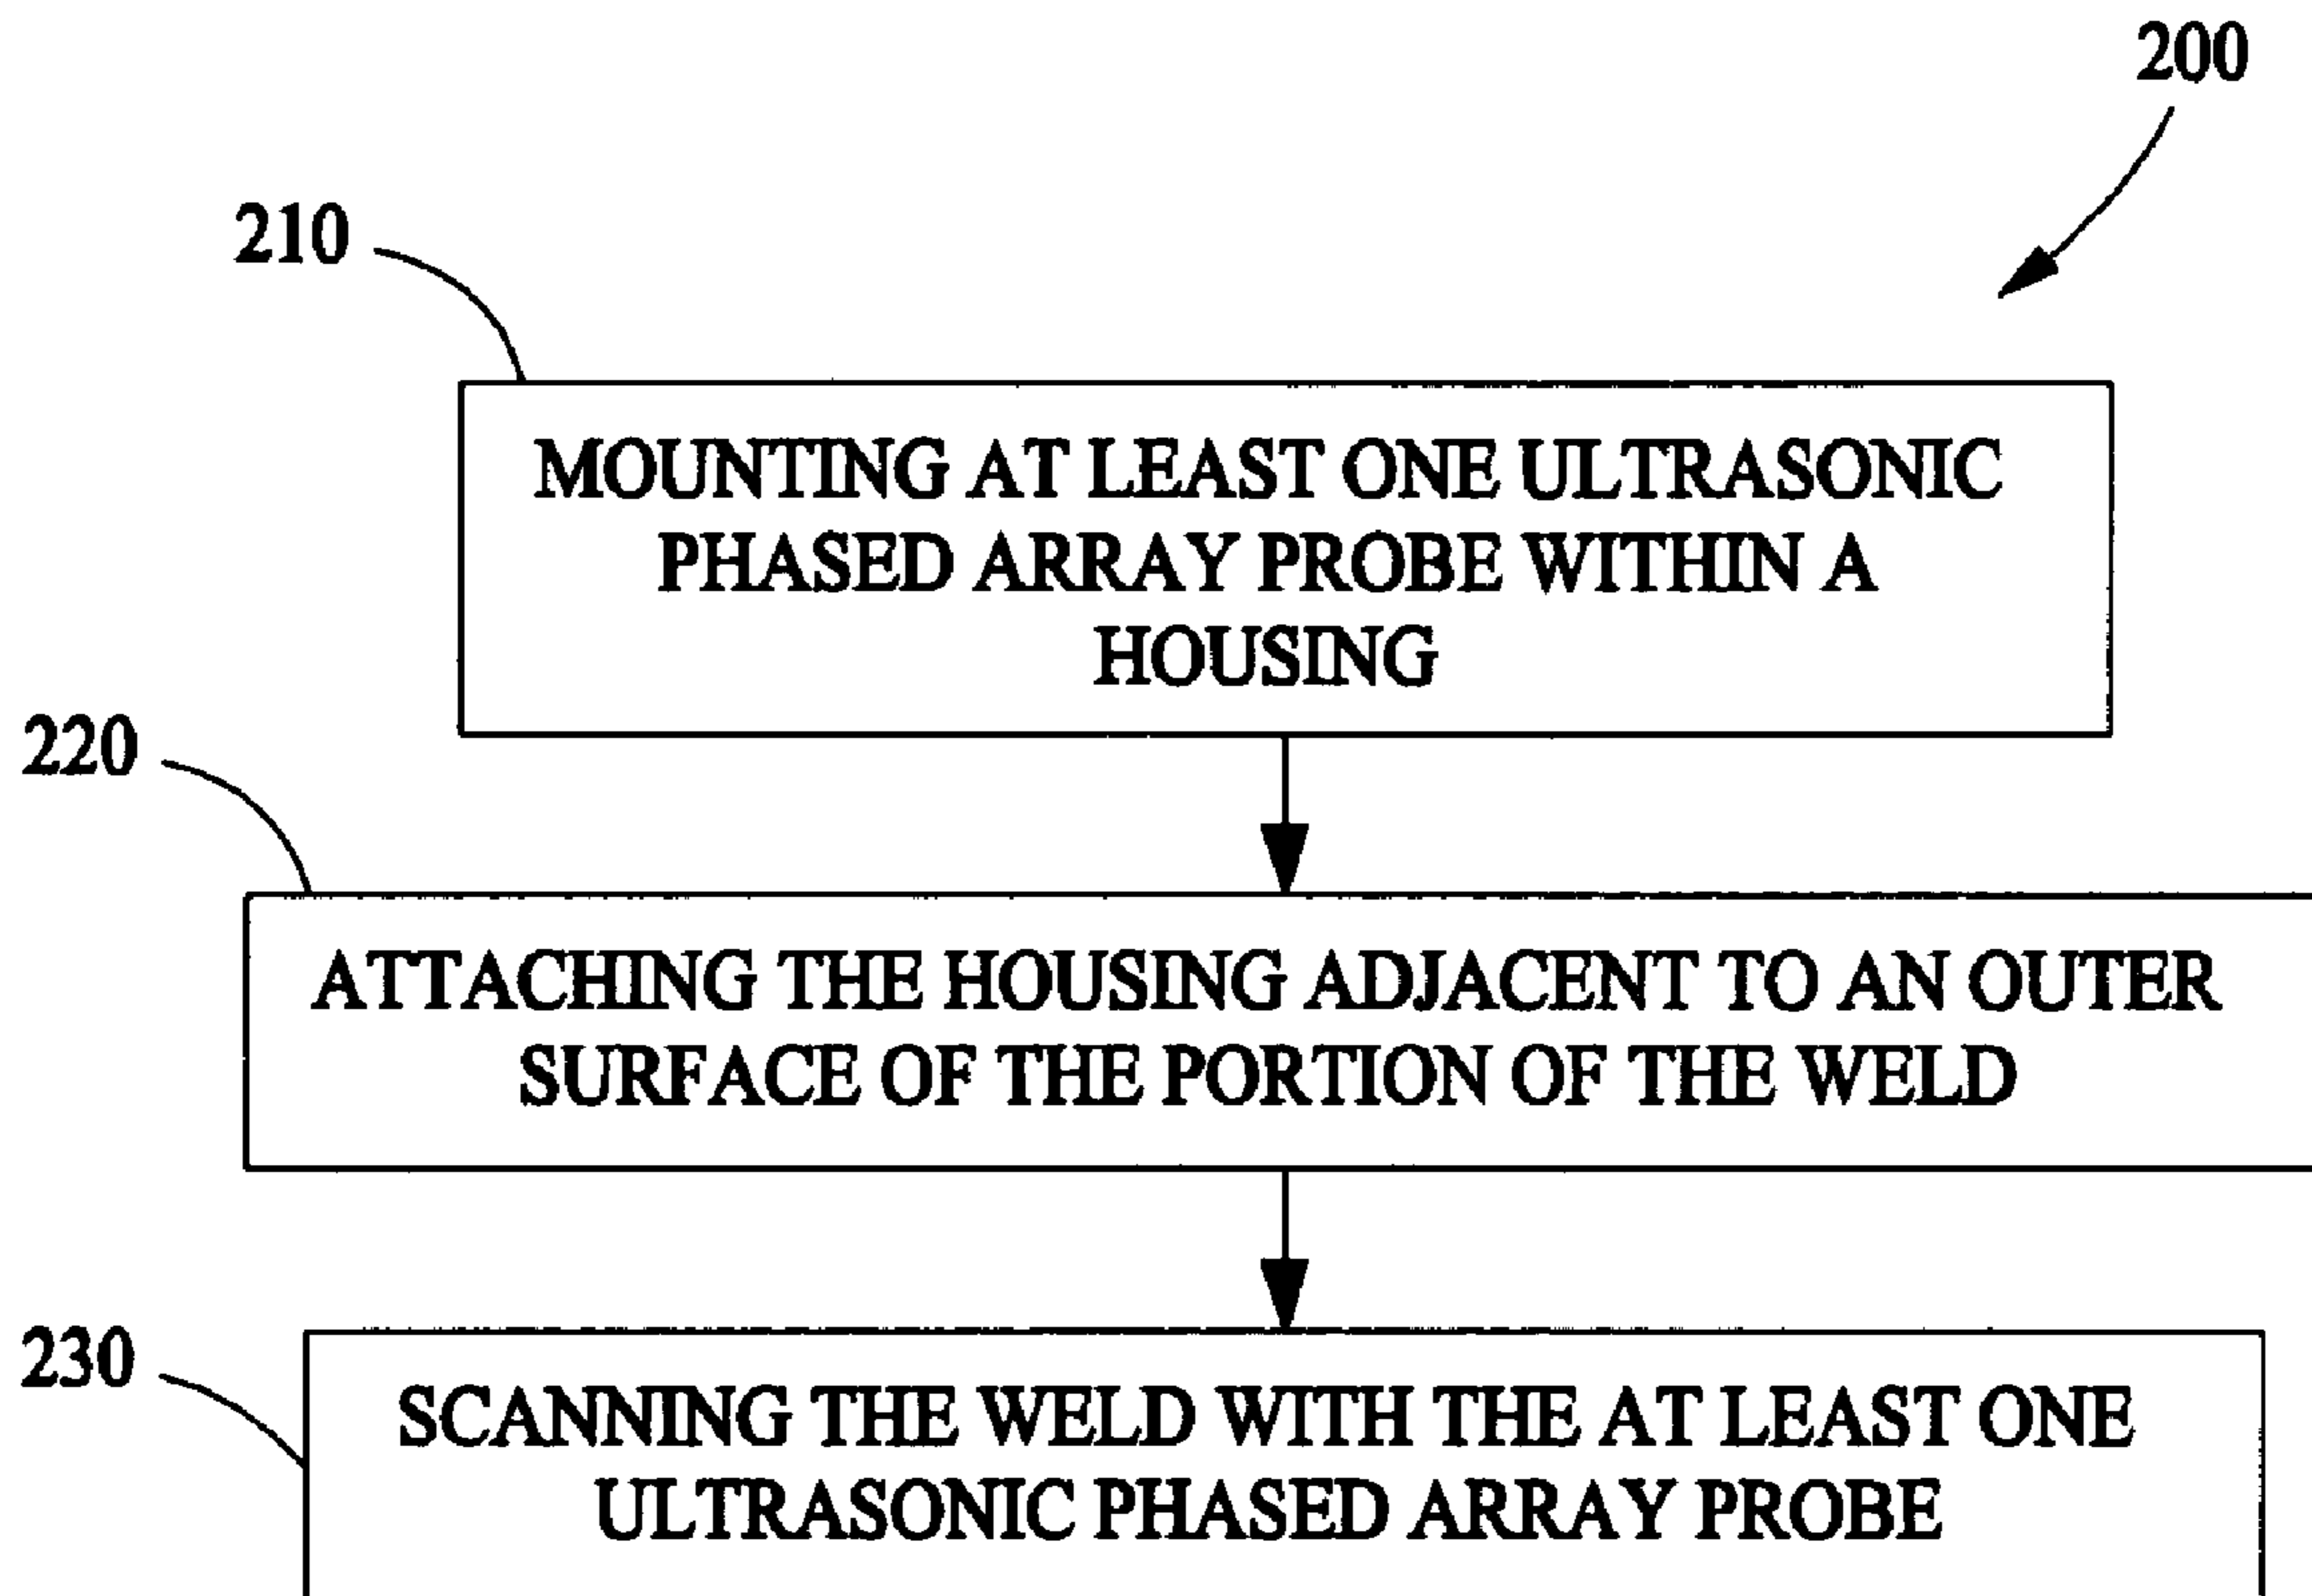 200
210
MOUNTING AT LEAST ONE ULTRASONIC
PHASED ARRAY PROBE WITHIN A
HOUSING
220
ATTACHING THE HOUSING ADJACENT TO AN OUTER
SURFACE OF THE PORTION OF THE WELD
230
SCANNING THE WELD WITH THE AT LEAST ONE
ULTRASONIC PHASED ARRAY PROBE